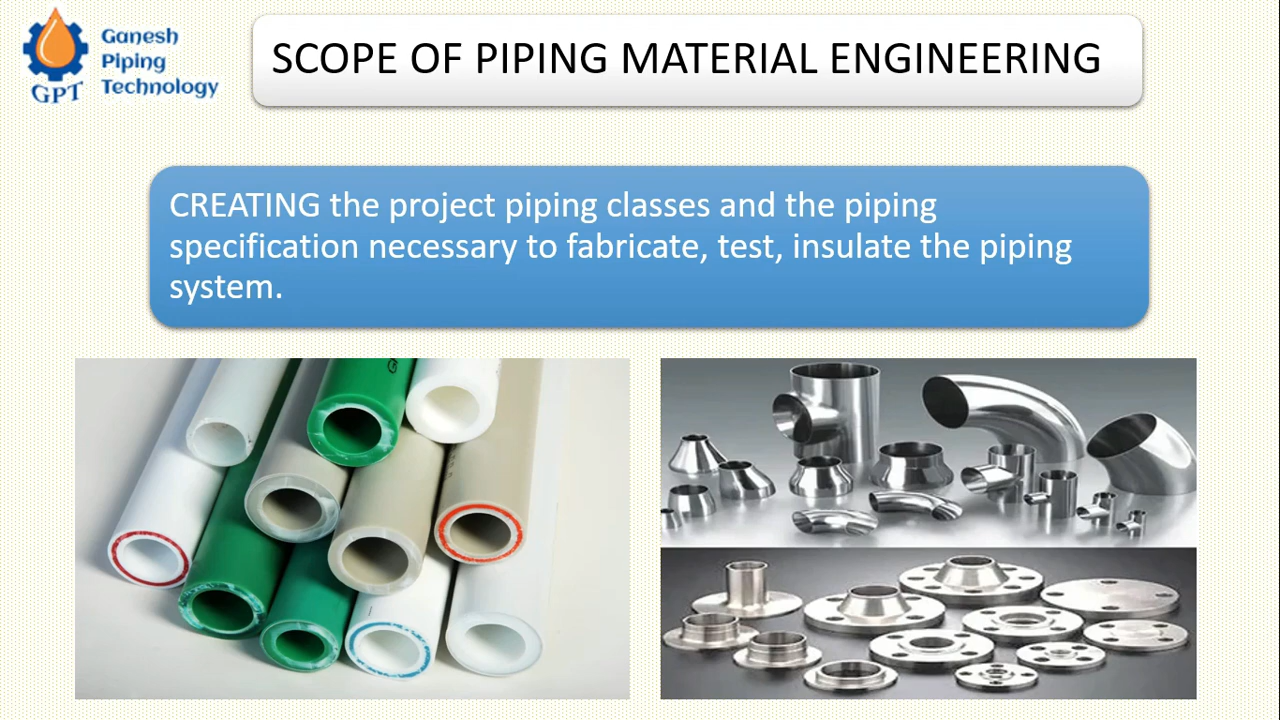 Ganesh
Piping
Technology
GPT
SCOPE OF PIPING MATERIAL ENGINEERING
CREATING the project piping classes and the piping
specification necessary to fabricate, test, insulate the piping
system.